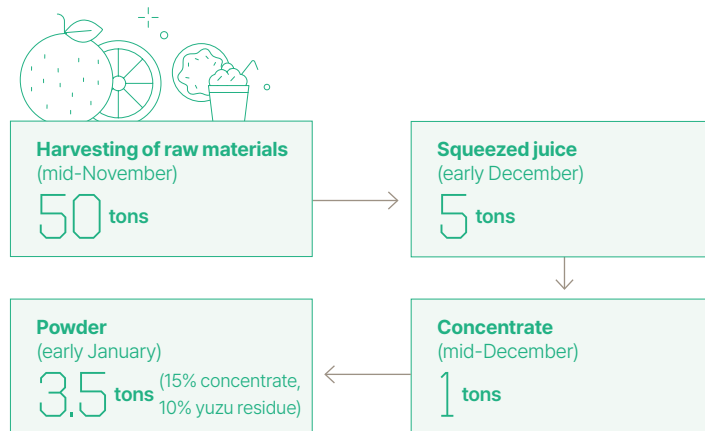 Harvesting of raw materials
(mid-November)
50 tons
Squeezed juice
(early December)
5 tons
Concentrate
(mid-December)
1 tons
Powder
(early January)
3.5 tons (15% concentrate,
10% yuzu residue)